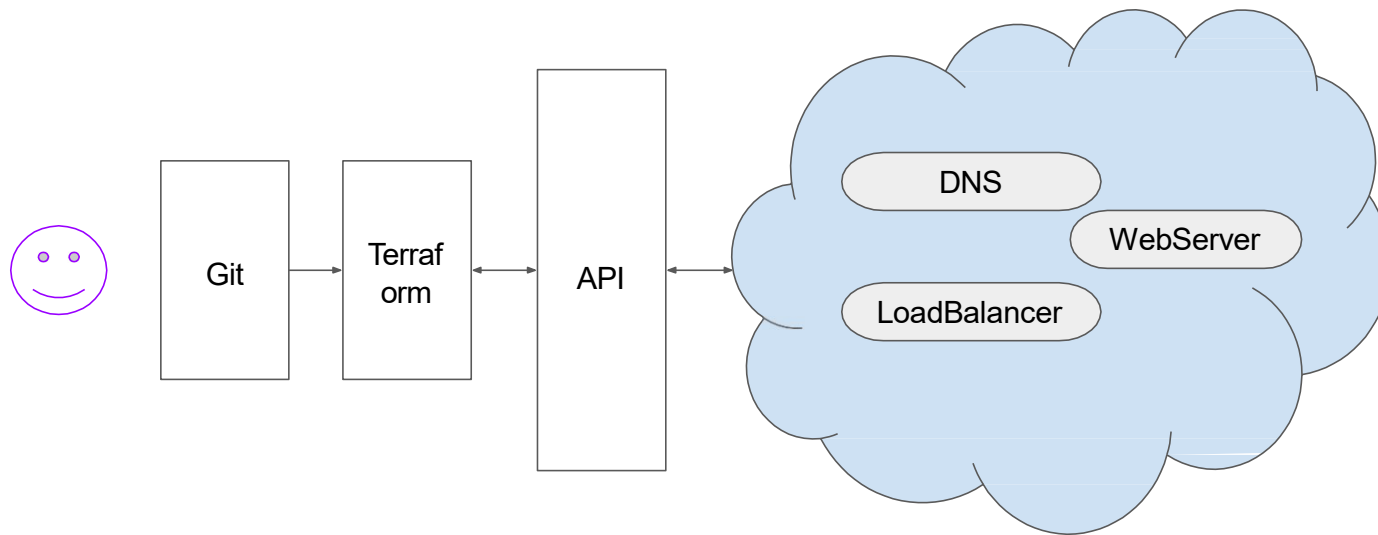 Git
Terraf
orm
API
DNS
WebServer
LoadBalancer